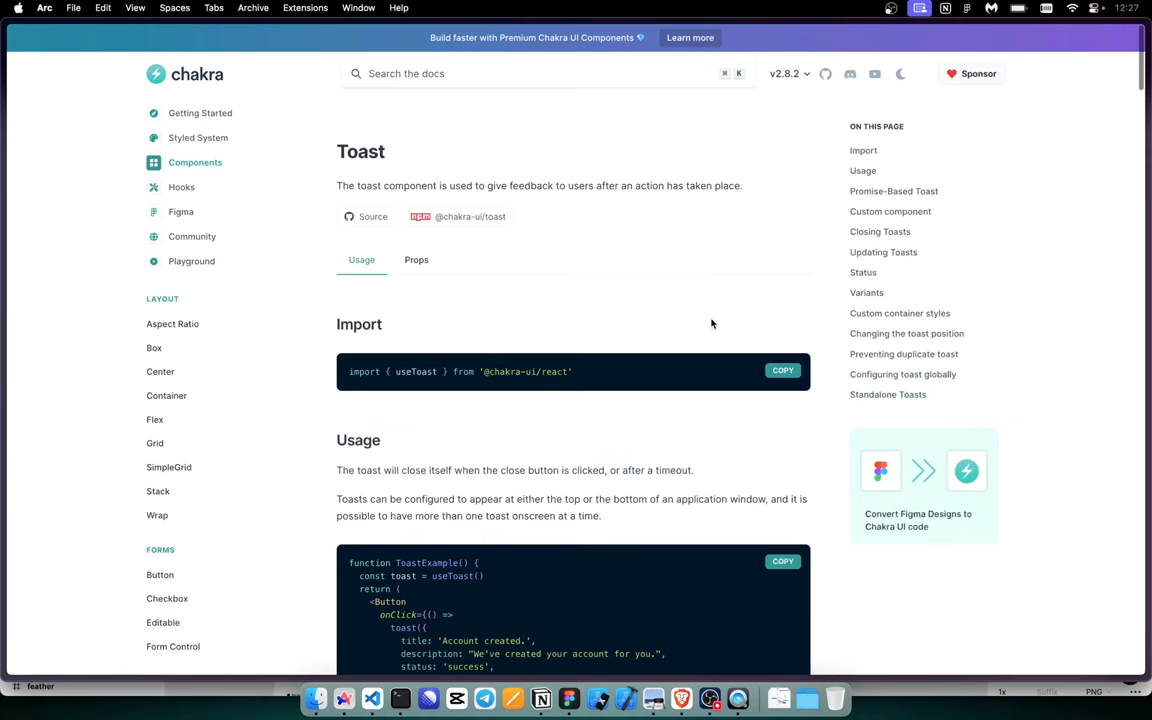 Arc File Edit View Spaces Tabs Archive Extensions Window Help 12:27
Build faster with Premium Chakra UI Components 💎 Learn more
chakra
Search the docs ⌘ K
v2.8.2
Sponsor
Getting Started
Styled System
Components
Hooks
Figma
Community
Playground
LAYOUT
Aspect Ratio
Box
Center
Container
Flex
Grid
SimpleGrid
Stack
Wrap
FORMS
Button
Checkbox
Editable
Form Control
Toast
The toast component is used to give feedback to users after an action has taken place.
Source npm @chakra-ui/toast
Usage Props
Import
import { useToast } from '@chakra-ui/react'
COPY
Usage
The toast will close itself when the close button is clicked, or after a timeout.
Toasts can be configured to appear at either the top or the bottom of an application window, and it is
possible to have more than one toast onscreen at a time.
COPY
function ToastExample() {
const toast = useToast()
return (
<Button
onClick={() =>
toast({
title: 'Account created.',
description: "We've created your account for you.",
status: 'success',
ON THIS PAGE
Import
Usage
Promise-Based Toast
Custom component
Closing Toasts
Updating Toasts
Status
Variants
Custom container styles
Changing the toast position
Preventing duplicate toast
Configuring toast globally
Standalone Toasts
Convert Figma Designs to
Chakra UI code
# feather
1x Suffix PNG